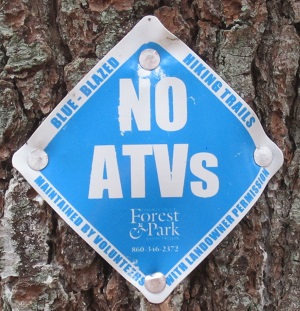 BLUE - BLAZED
HIKING TRAILS
NO
ATVs
Forest
& Park
860-346-2372
MAINTAINED BY VOLUNTEERS
WITH LANDOWNER PERMISSION